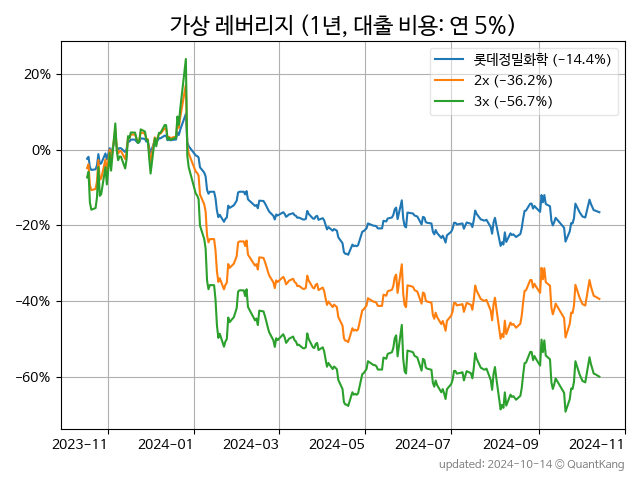 가상 레버리지 (1년, 대출 비용: 연 5%)
롯데정밀화학 (−14.4%)
2x (−36.2%)
3x (−56.7%)
20%
0%
−20%
−40%
−60%
2023-11
2024-01
2024-03
2024-05
2024-07
2024-09
2024-11
updated: 2024-10-14 © QuantKang